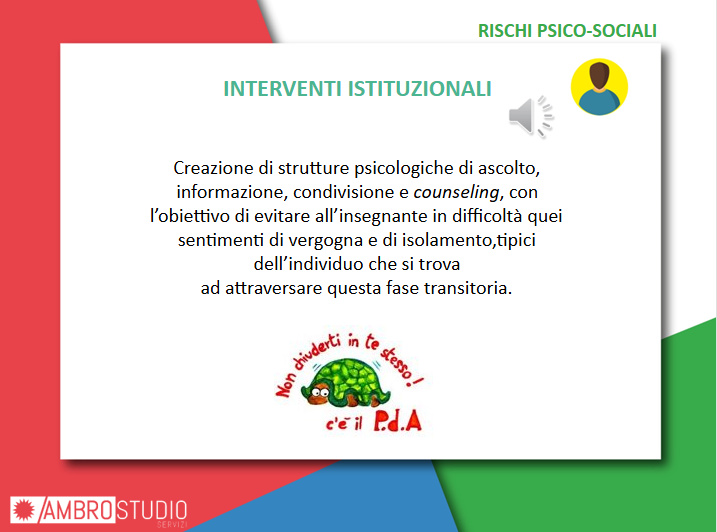 RISCHI PSICO-SOCIALI
INTERVENTI ISTITUZIONALI
Creazione di strutture psicologiche di ascolto,
informazione, condivisione e counseling, con
l’obiettivo di evitare all’insegnante in difficoltà quei
sentimenti di vergogna e di isolamento,tipici
dell’individuo che si trova
ad attraversare questa fase transitoria.
Non chiuderti in te stesso!
c'è il P.d.A
AMBROSTUDIO
SERVIZI